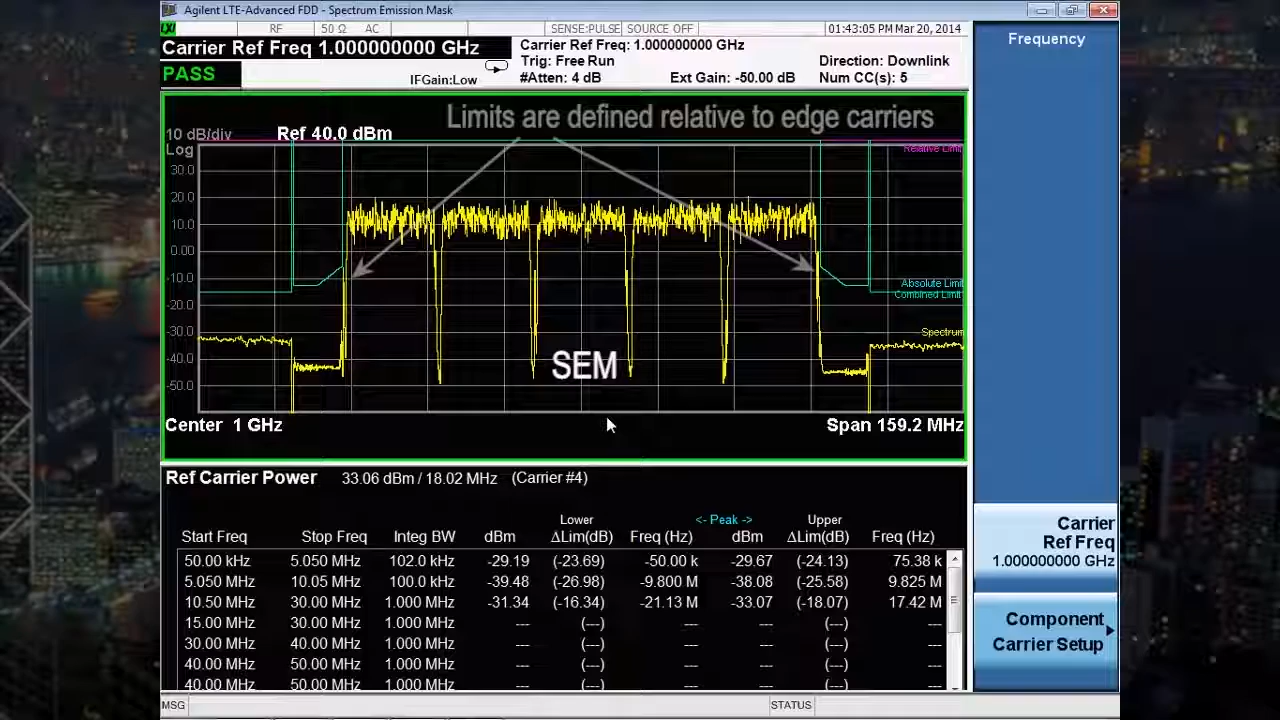 Agilent LTE-Advanced FDD - Spectrum Emission Mask
LXI
RF 50 Ω AC SENSE:PULSE SOURCE OFF 01:43:05 PM Mar 20, 2014
Carrier Ref Freq 1.000000000 GHz
PASS
IFGain:Low
Carrier Ref Freq: 1.000000000 GHz
Trig: Free Run Direction: Downlink
#Atten: 4 dB Ext Gain: -50.00 dB Num CC(s): 5
Frequency
Limits are defined relative to edge carriers
10 dB/div Ref 40.0 dBm
Log
Relative Limit
30.0
20.0
10.0
0.00
-10.0
Absolute Limit
Combined Limit
-20.0
-30.0
Spectrum
-40.0
SEM
-50.0
Center 1 GHz Span 159.2 MHz
Ref Carrier Power 33.06 dBm / 18.02 MHz (Carrier #4)
Lower <- Peak -> Upper
Start Freq Stop Freq Integ BW dBm ΔLim(dB) Freq (Hz) dBm ΔLim(dB) Freq (Hz)
50.00 kHz 5.050 MHz 102.0 kHz -29.19 (-23.69) -50.00 k -29.67 (-24.13) 75.38 k
5.050 MHz 10.05 MHz 100.0 kHz -39.48 (-26.98) -9.800 M -38.08 (-25.58) 9.825 M
10.50 MHz 30.00 MHz 1.000 MHz -31.34 (-16.34) -21.13 M -33.07 (-18.07) 17.42 M
15.00 MHz 30.00 MHz 1.000 MHz --- (---) --- --- (---) ---
30.00 MHz 40.00 MHz 1.000 MHz --- (---) --- --- (---) ---
40.00 MHz 50.00 MHz 1.000 MHz --- (---) --- --- (---) ---
40.00 MHz 50.00 MHz 1.000 MHz --- (---) --- --- (---) ---
Carrier
Ref Freq
1.000000000 GHz
Component
Carrier Setup
MSG STATUS